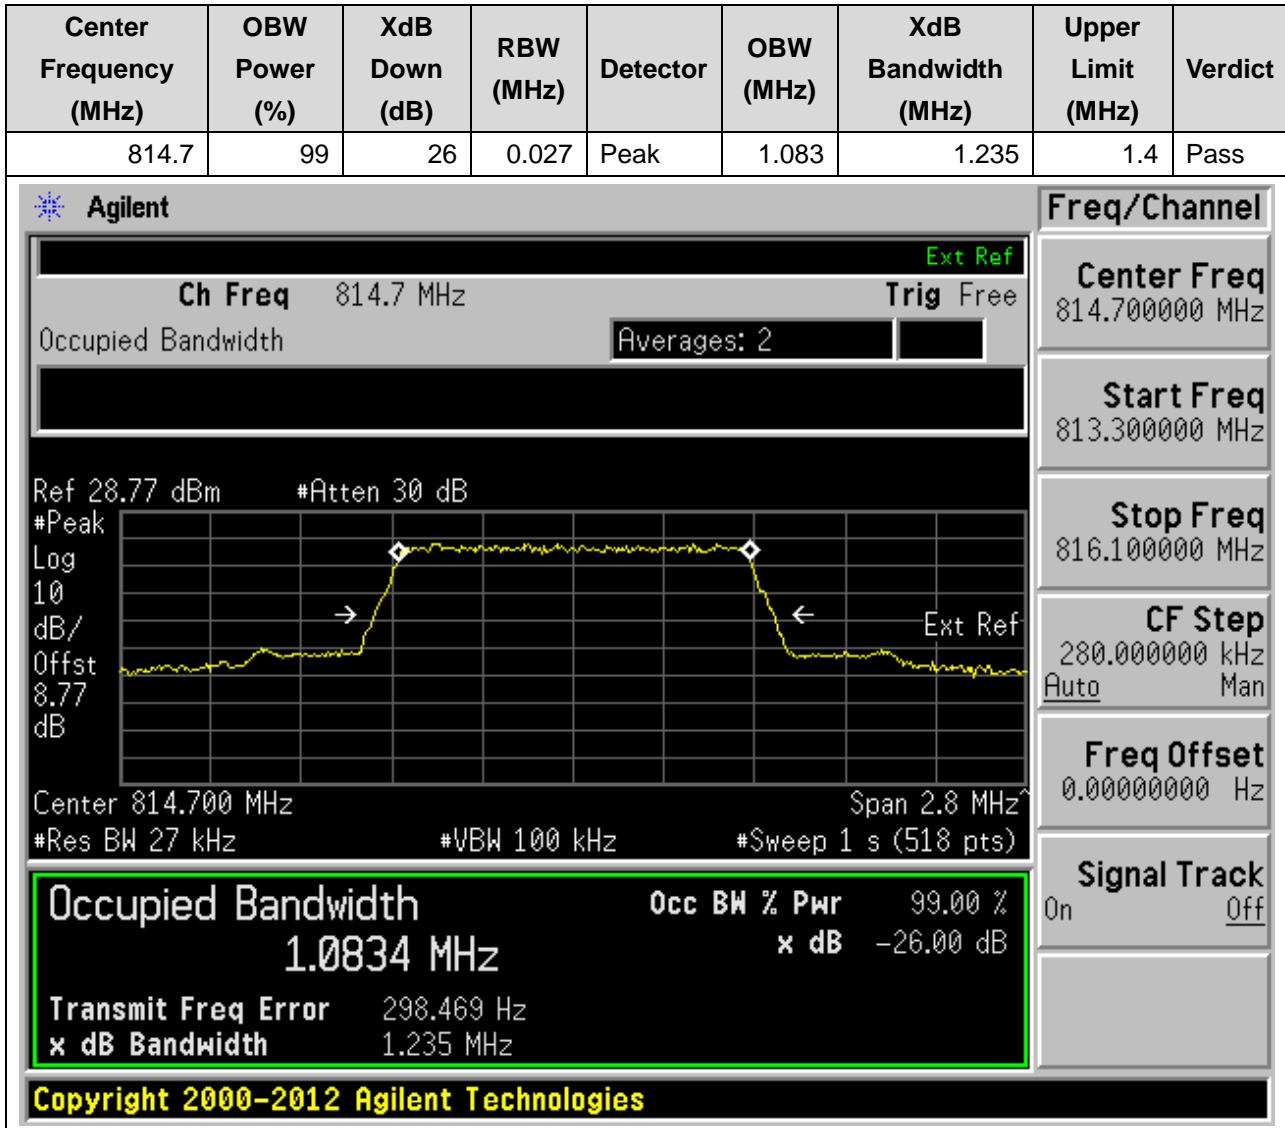 Center Frequency (MHz) OBW Power (%) XdB Down (dB) RBW (MHz) Detector OBW (MHz) XdB Bandwidth (MHz) Upper Limit (MHz) Verdict
814.7 99 26 0.027 Peak 1.083 1.235 1.4 Pass
Agilent
Freq/Channel
Ext Ref
Ch Freq 814.7 MHz Trig Free
Occupied Bandwidth Averages: 2
Center Freq
814.700000 MHz
Start Freq
813.300000 MHz
Stop Freq
816.100000 MHz
CF Step
280.000000 kHz
Auto Man
Freq Offset
0.00000000 Hz
Signal Track
On Off
Ref 28.77 dBm #Atten 30 dB
#Peak
Log
10
dB/
Offst
8.77
dB
Ext Ref
Center 814.700 MHz Span 2.8 MHz^
#Res BW 27 kHz #VBW 100 kHz #Sweep 1 s (518 pts)
Occupied Bandwidth
1.0834 MHz
Occ BW % Pwr 99.00 %
x dB -26.00 dB
Transmit Freq Error 298.469 Hz
x dB Bandwidth 1.235 MHz
Copyright 2000-2012 Agilent Technologies